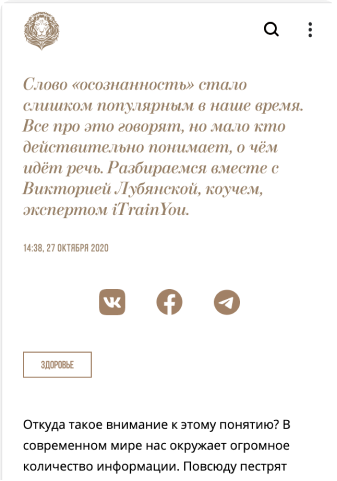 Слово «осознанность» стало
слишком популярным в наше время.
Все про это говорят, но мало кто
действительно понимает, о чём
идёт речь. Разбираемся вместе с
Викторией Лубянской, коучем,
экспертом iTrainYou.
14:38, 27 ОКТЯБРЯ 2020
ЗДОРОВЬЕ
Откуда такое внимание к этому понятию? В
современном мире нас окружает огромное
количество информации. Повсюду пестрят